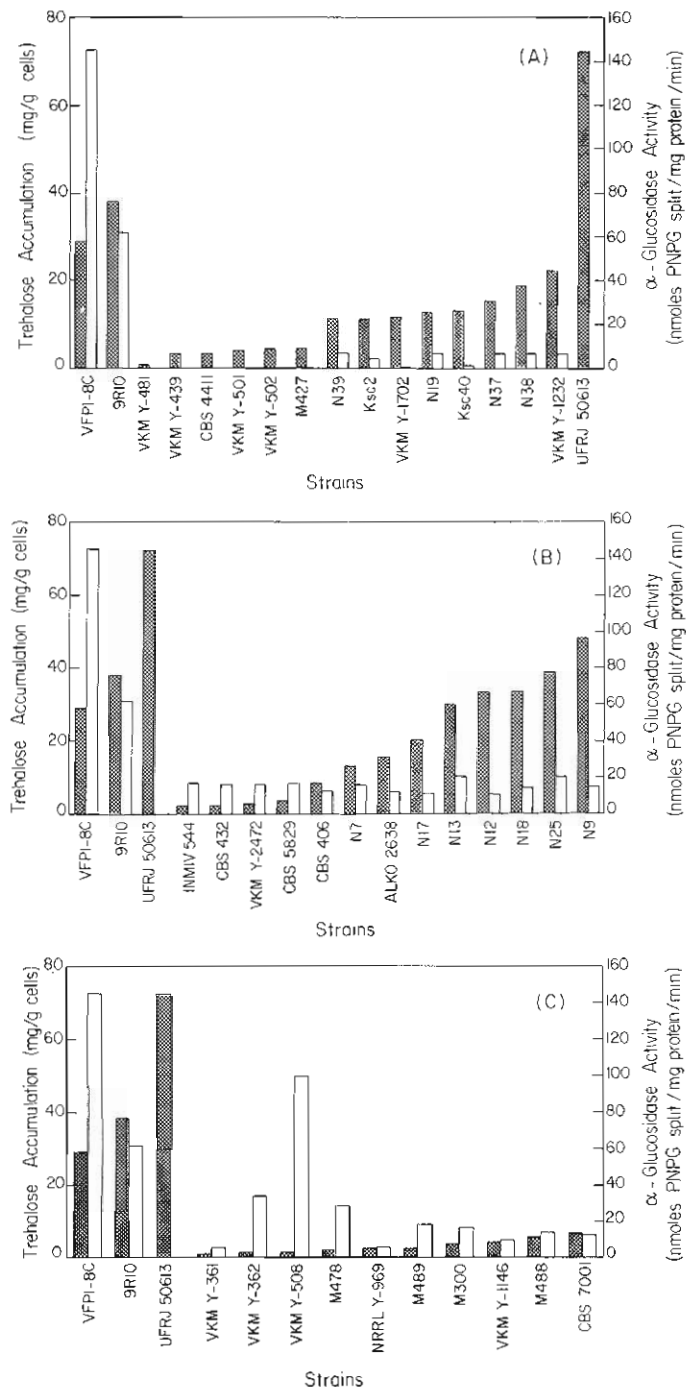 (A)
Trehalose Accumulation (mg/g cells)
80
60
40
20
0
α-Glucosidase Activity
(nmoles PNPG split/mg protein/min)
160
140
120
100
80
60
40
20
0
VFPI-8C
9R10
VKM Y-481
VKM Y-439
CBS 4411
VKM Y-501
VKM Y-502
M427
N39
Ksc2
VKM Y-1702
N19
Ksc40
N37
N38
VKM Y-1232
UFRJ 50613
Strains
(B)
Trehalose Accumulation (mg/g cells)
80
60
40
20
0
α-Glucosidase Activity
(nmoles PNPG split/mg protein/min)
160
140
120
100
80
60
40
20
0
VFPI-8C
9R10
UFRJ 50613
INMIV 544
CBS 432
VKM Y-2472
CBS 5829
CBS 406
N7
ALKO 2638
N17
N13
N12
N18
N25
N9
Strains
(C)
Trehalose Accumulation (mg/g cells)
80
60
40
20
0
α-Glucosidase Activity
(nmoles PNPG split/mg protein/min)
160
140
120
100
80
60
40
20
0
VFPI-8C
9R10
UFRJ 50613
VKM Y-361
VKM Y-362
VKM Y-508
M478
NRRL Y-969
M489
M300
VKM Y-1146
M488
CBS 7001
Strains